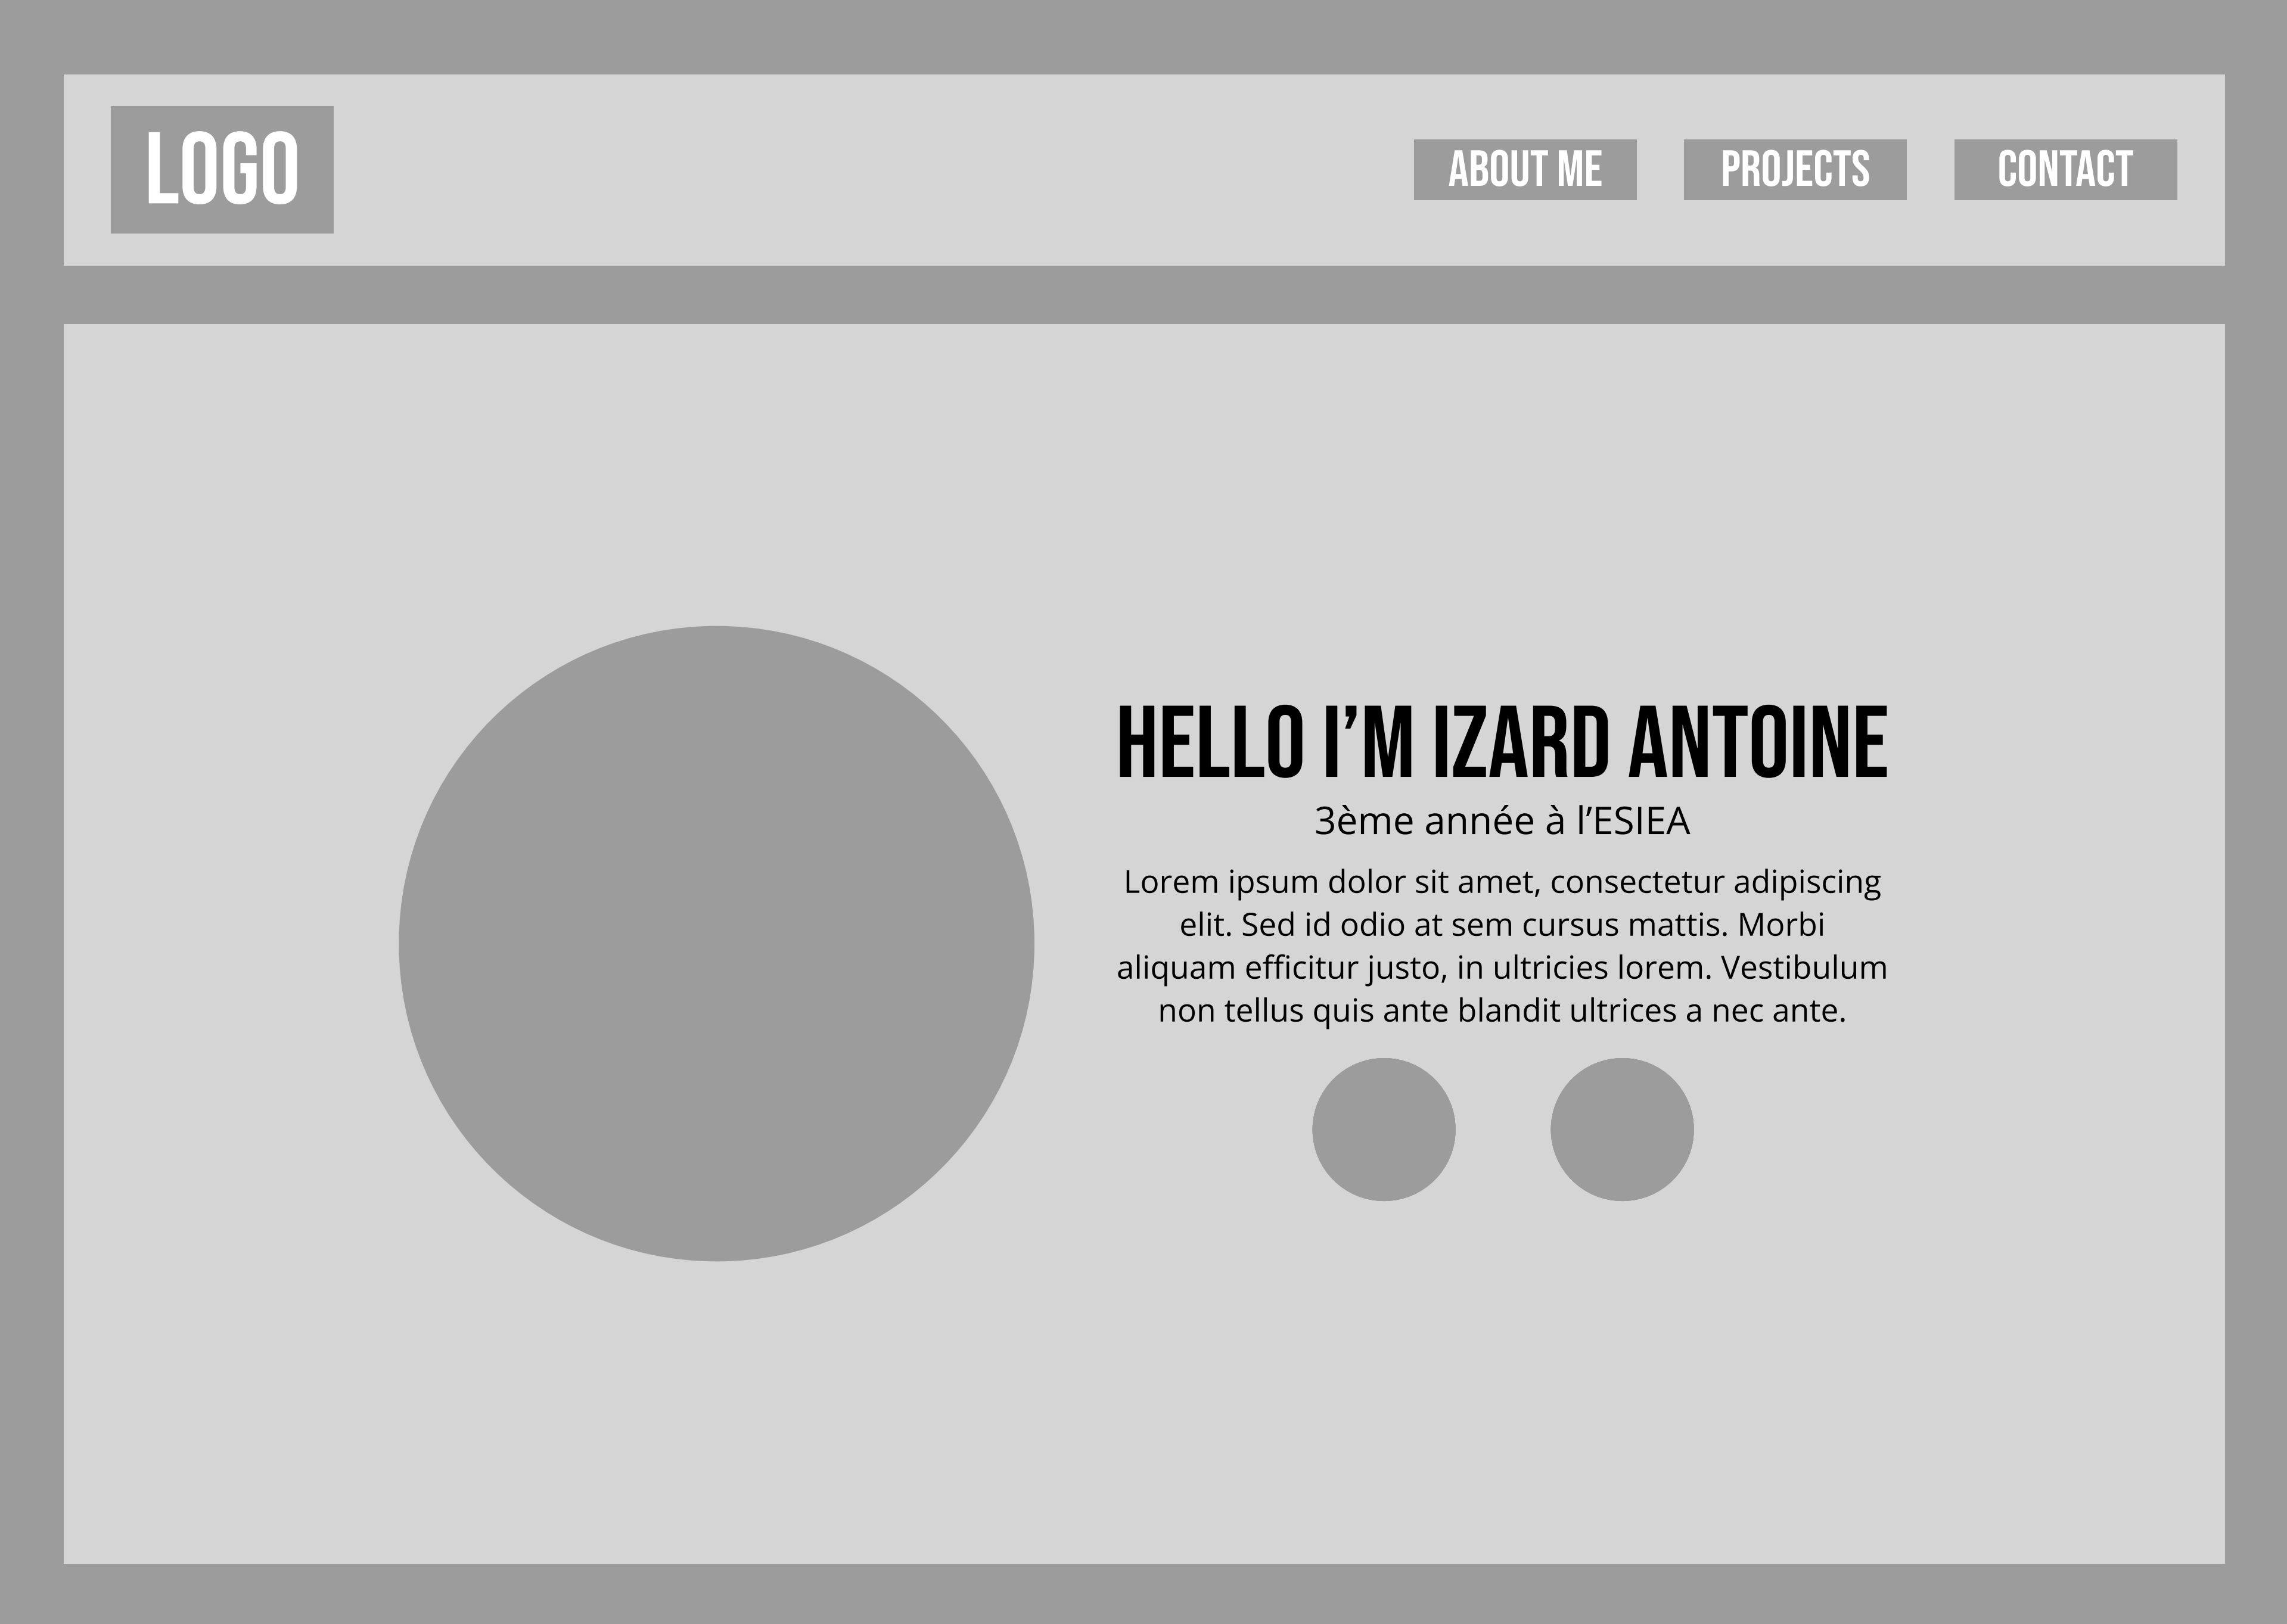 LOGO
ABOUT ME
PROJECTS
CONTACT
HELLO I’M IZARD ANTOINE
3ème année à l’ESIEA
Lorem ipsum dolor sit amet, consectetur adipiscing
elit. Sed id odio at sem cursus mattis. Morbi
aliquam efficitur justo, in ultricies lorem. Vestibulum
non tellus quis ante blandit ultrices a nec ante.